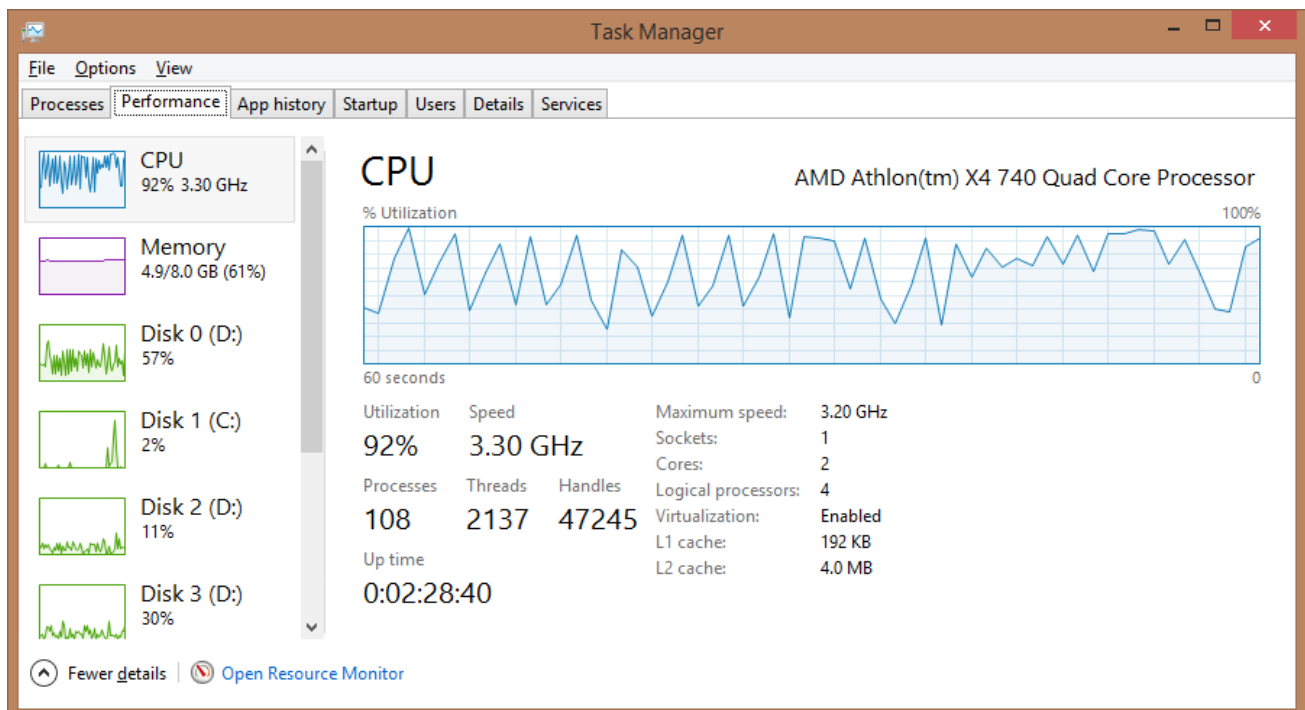 Task Manager
File Options View
Processes Performance App history Startup Users Details Services
CPU
92% 3.30 GHz
Memory
4.9/8.0 GB (61%)
Disk 0 (D:)
57%
Disk 1 (C:)
2%
Disk 2 (D:)
11%
Disk 3 (D:)
30%
CPU AMD Athlon(tm) X4 740 Quad Core Processor
% Utilization 100%
60 seconds 0
Utilization Speed
92% 3.30 GHz
Processes Threads Handles
108 2137 47245
Up time
0:02:28:40
Maximum speed: 3.20 GHz
Sockets: 1
Cores: 2
Logical processors: 4
Virtualization: Enabled
L1 cache: 192 KB
L2 cache: 4.0 MB
Fewer details Open Resource Monitor